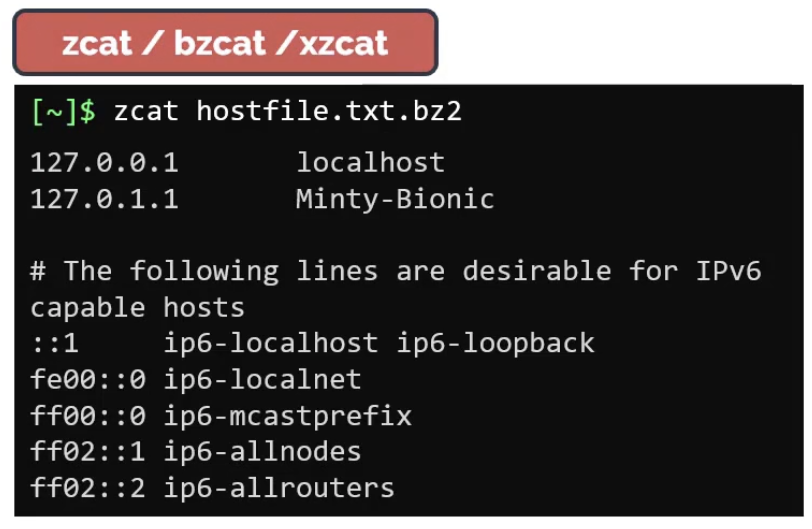 zcat / bzcat /xzcat
[~]$ zcat hostfile.txt.bz2
127.0.0.1       localhost
127.0.1.1       Minty-Bionic
# The following lines are desirable for IPv6
capable hosts
::1     ip6-localhost ip6-loopback
fe00::0 ip6-localnet
ff00::0 ip6-mcastprefix
ff02::1 ip6-allnodes
ff02::2 ip6-allrouters